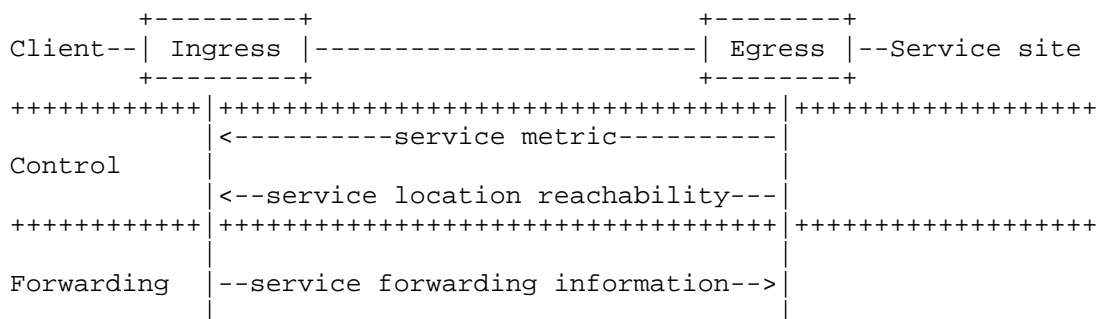 +---------+                         +--------+
Client--| Ingress |------------------------| Egress |--Service site
+---------+                         +--------+
++++++++++++|+++++++++++++++++++++++++++++++++++|+++++++++++++++++++
|<----------service metric----------|
Control     |                                   |
|<--service location reachability---|
++++++++++++|+++++++++++++++++++++++++++++++++++|+++++++++++++++++++
|                                   |
Forwarding  |--service forwarding information-->|
|                                   |